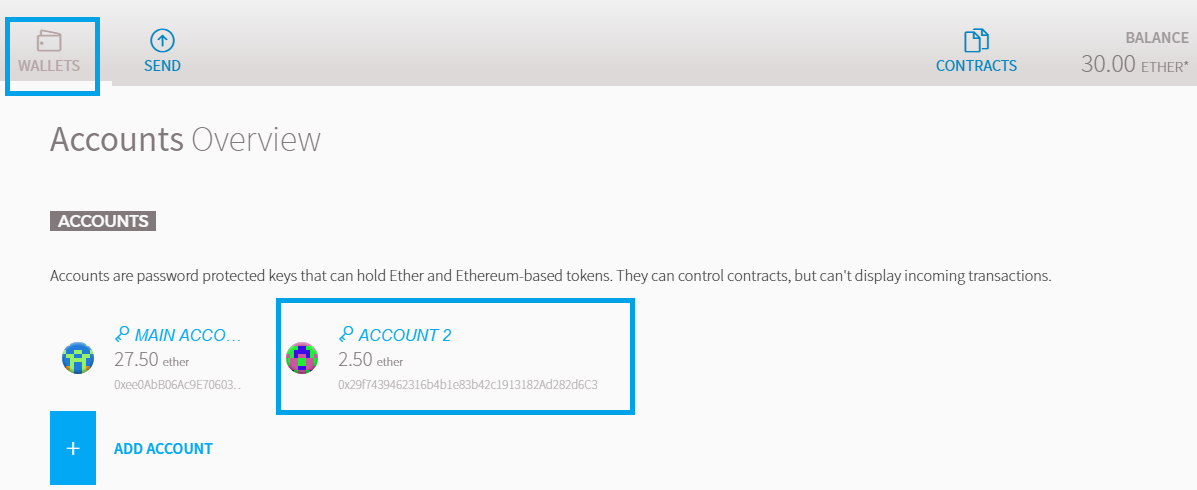 WALLETS
SEND
CONTRACTS
BALANCE
30.00 ETHER*
Accounts Overview
ACCOUNTS
Accounts are password protected keys that can hold Ether and Ethereum-based tokens. They can control contracts, but can't display incoming transactions.
MAIN ACCO...
27.50 ether
0xee0AbB06Ac9E70603..
ACCOUNT 2
2.50 ether
0x29f7439462316b4b1e83b42c1913182Ad282d6C3
+ ADD ACCOUNT